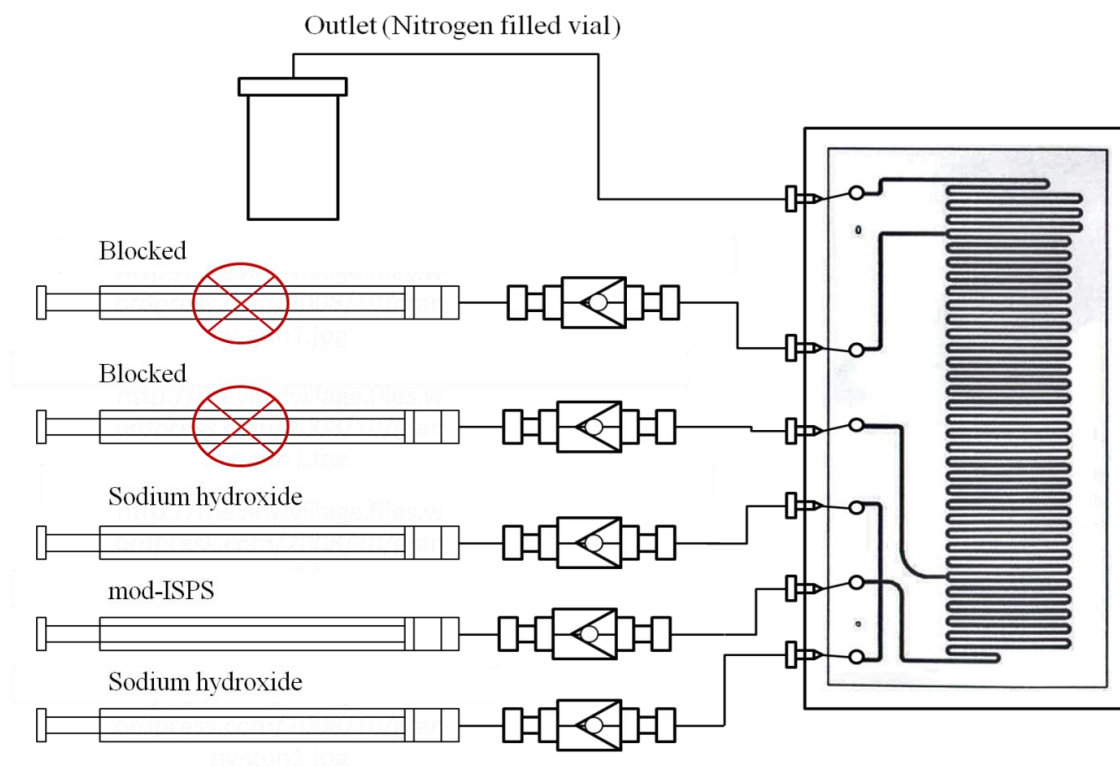 Outlet (Nitrogen filled vial)
Blocked
Blocked
Sodium hydroxide
mod-ISPS
Sodium hydroxide